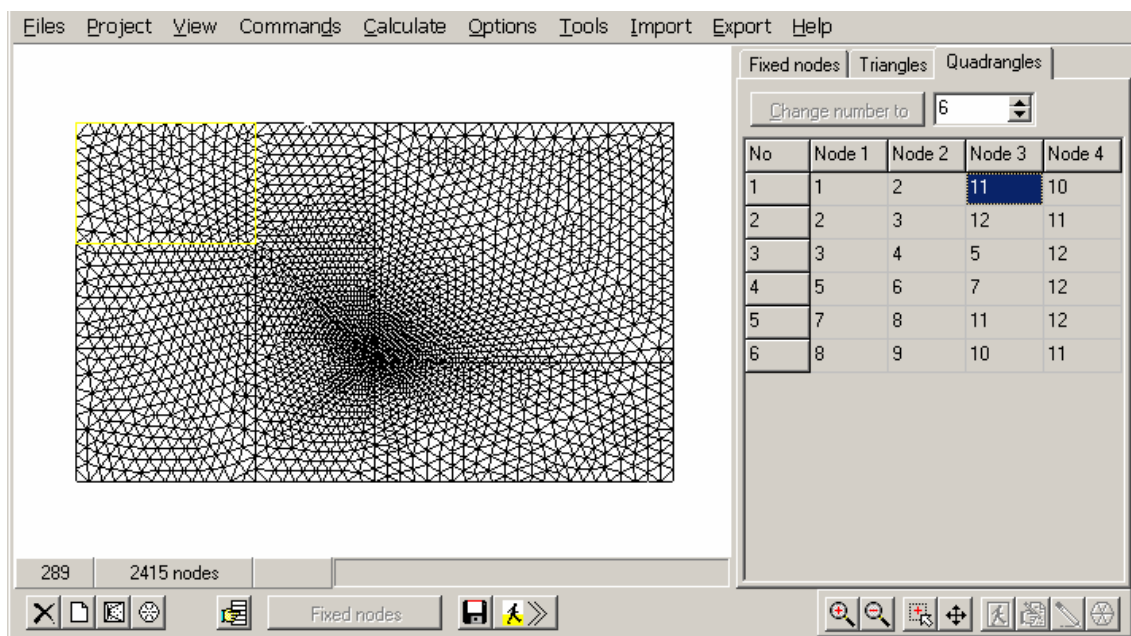 Files Project View Commands Calculate Options Tools Import Export Help
Fixed nodes Triangles Quadrangles
Change number to 6
No Node 1 Node 2 Node 3 Node 4
1 1 2 11 10
2 2 3 12 11
3 3 4 5 12
4 5 6 7 12
5 7 8 11 12
6 8 9 10 11
289 2415 nodes
Fixed nodes